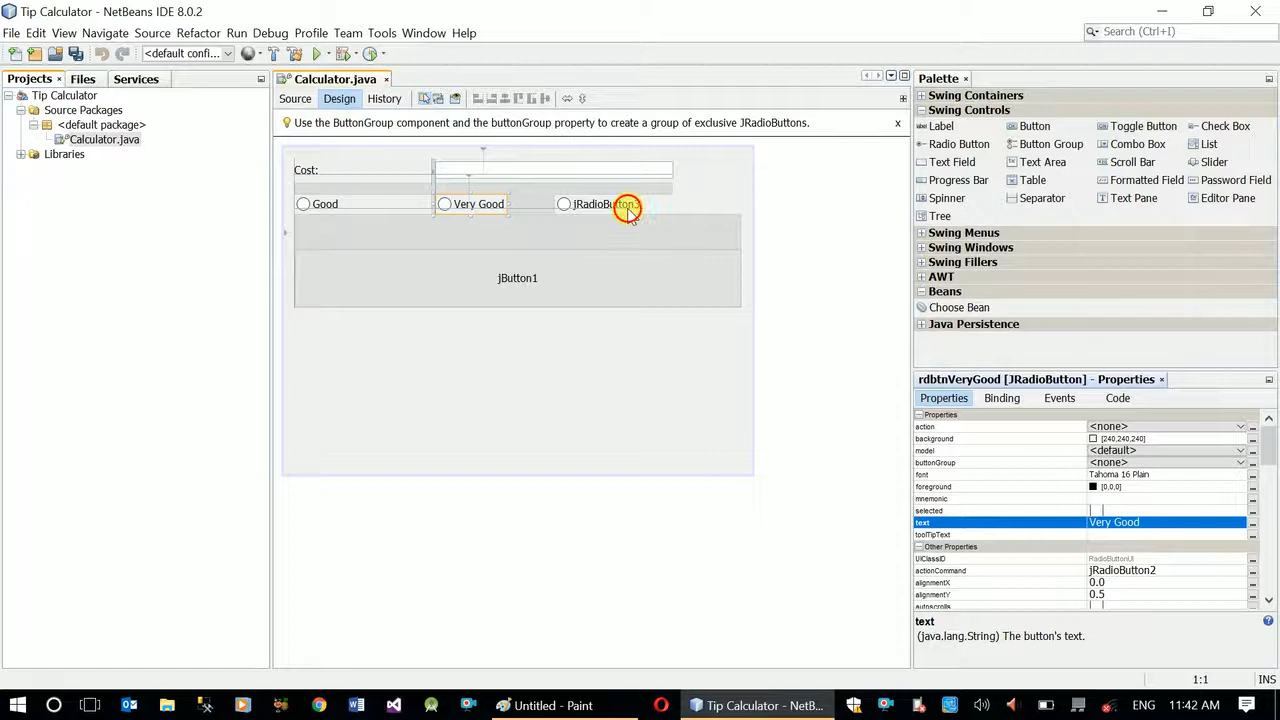 Tip Calculator - NetBeans IDE 8.0.2
File Edit View Navigate Source Refactor Run Debug Profile Team Tools Window Help
Search (Ctrl+I)
<default confi...
Projects Files Services
Calculator.java
Palette
Tip Calculator
Source Packages
<default package>
Calculator.java
Libraries
Source Design History
Use the ButtonGroup component and the buttonGroup property to create a group of exclusive JRadioButtons.
x
Cost:
Good
Very Good
jRadioButton3
jButton1
Swing Containers
Swing Controls
Label Button Toggle Button Check Box
Radio Button Button Group Combo Box List
Text Field Text Area Scroll Bar Slider
Progress Bar Table Formatted Field Password Field
Spinner Separator Text Pane Editor Pane
Tree
Swing Menus
Swing Windows
Swing Fillers
AWT
Beans
Choose Bean
Java Persistence
rdbtnVeryGood [JRadioButton] - Properties
Properties Binding Events Code
Properties
action <none>
background [240,240,240]
model <default>
buttonGroup <none>
font Tahoma 16 Plain
foreground [0,0,0]
mnemonic
selected
text Very Good
toolTipText
Other Properties
UIClassID RadioButtonUI
actionCommand jRadioButton2
alignmentX 0.0
alignmentY 0.5
autoscrolls
text
(java.lang.String) The button's text.
1:1 INS
Untitled - Paint
Tip Calculator - NetB...
ENG 11:42 AM